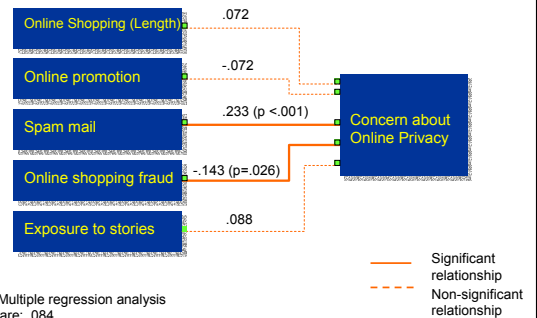 Online Shopping (Length)
.072
Online promotion
-.072
Spam mail
.233 (p <.001)
Concern about
Online Privacy
Online shopping fraud
-.143 (p=.026)
Exposure to stories
.088
Significant
relationship
Non-significant
relationship
Multiple regression analysis
.084